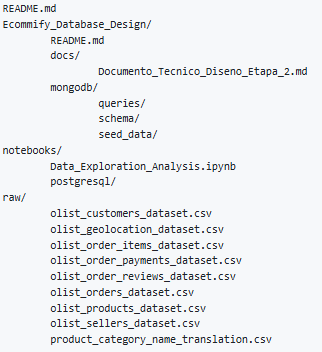 README.md
Ecommify_Database_Design/
README.md
docs/
Documento_Tecnico_Diseno_Etapa_2.md
mongodb/
queries/
schema/
seed_data/
notebooks/
Data_Exploration_Analysis.ipynb
postgresql/
raw/
olist_customers_dataset.csv
olist_geolocation_dataset.csv
olist_order_items_dataset.csv
olist_order_payments_dataset.csv
olist_order_reviews_dataset.csv
olist_orders_dataset.csv
olist_products_dataset.csv
olist_sellers_dataset.csv
product_category_name_translation.csv